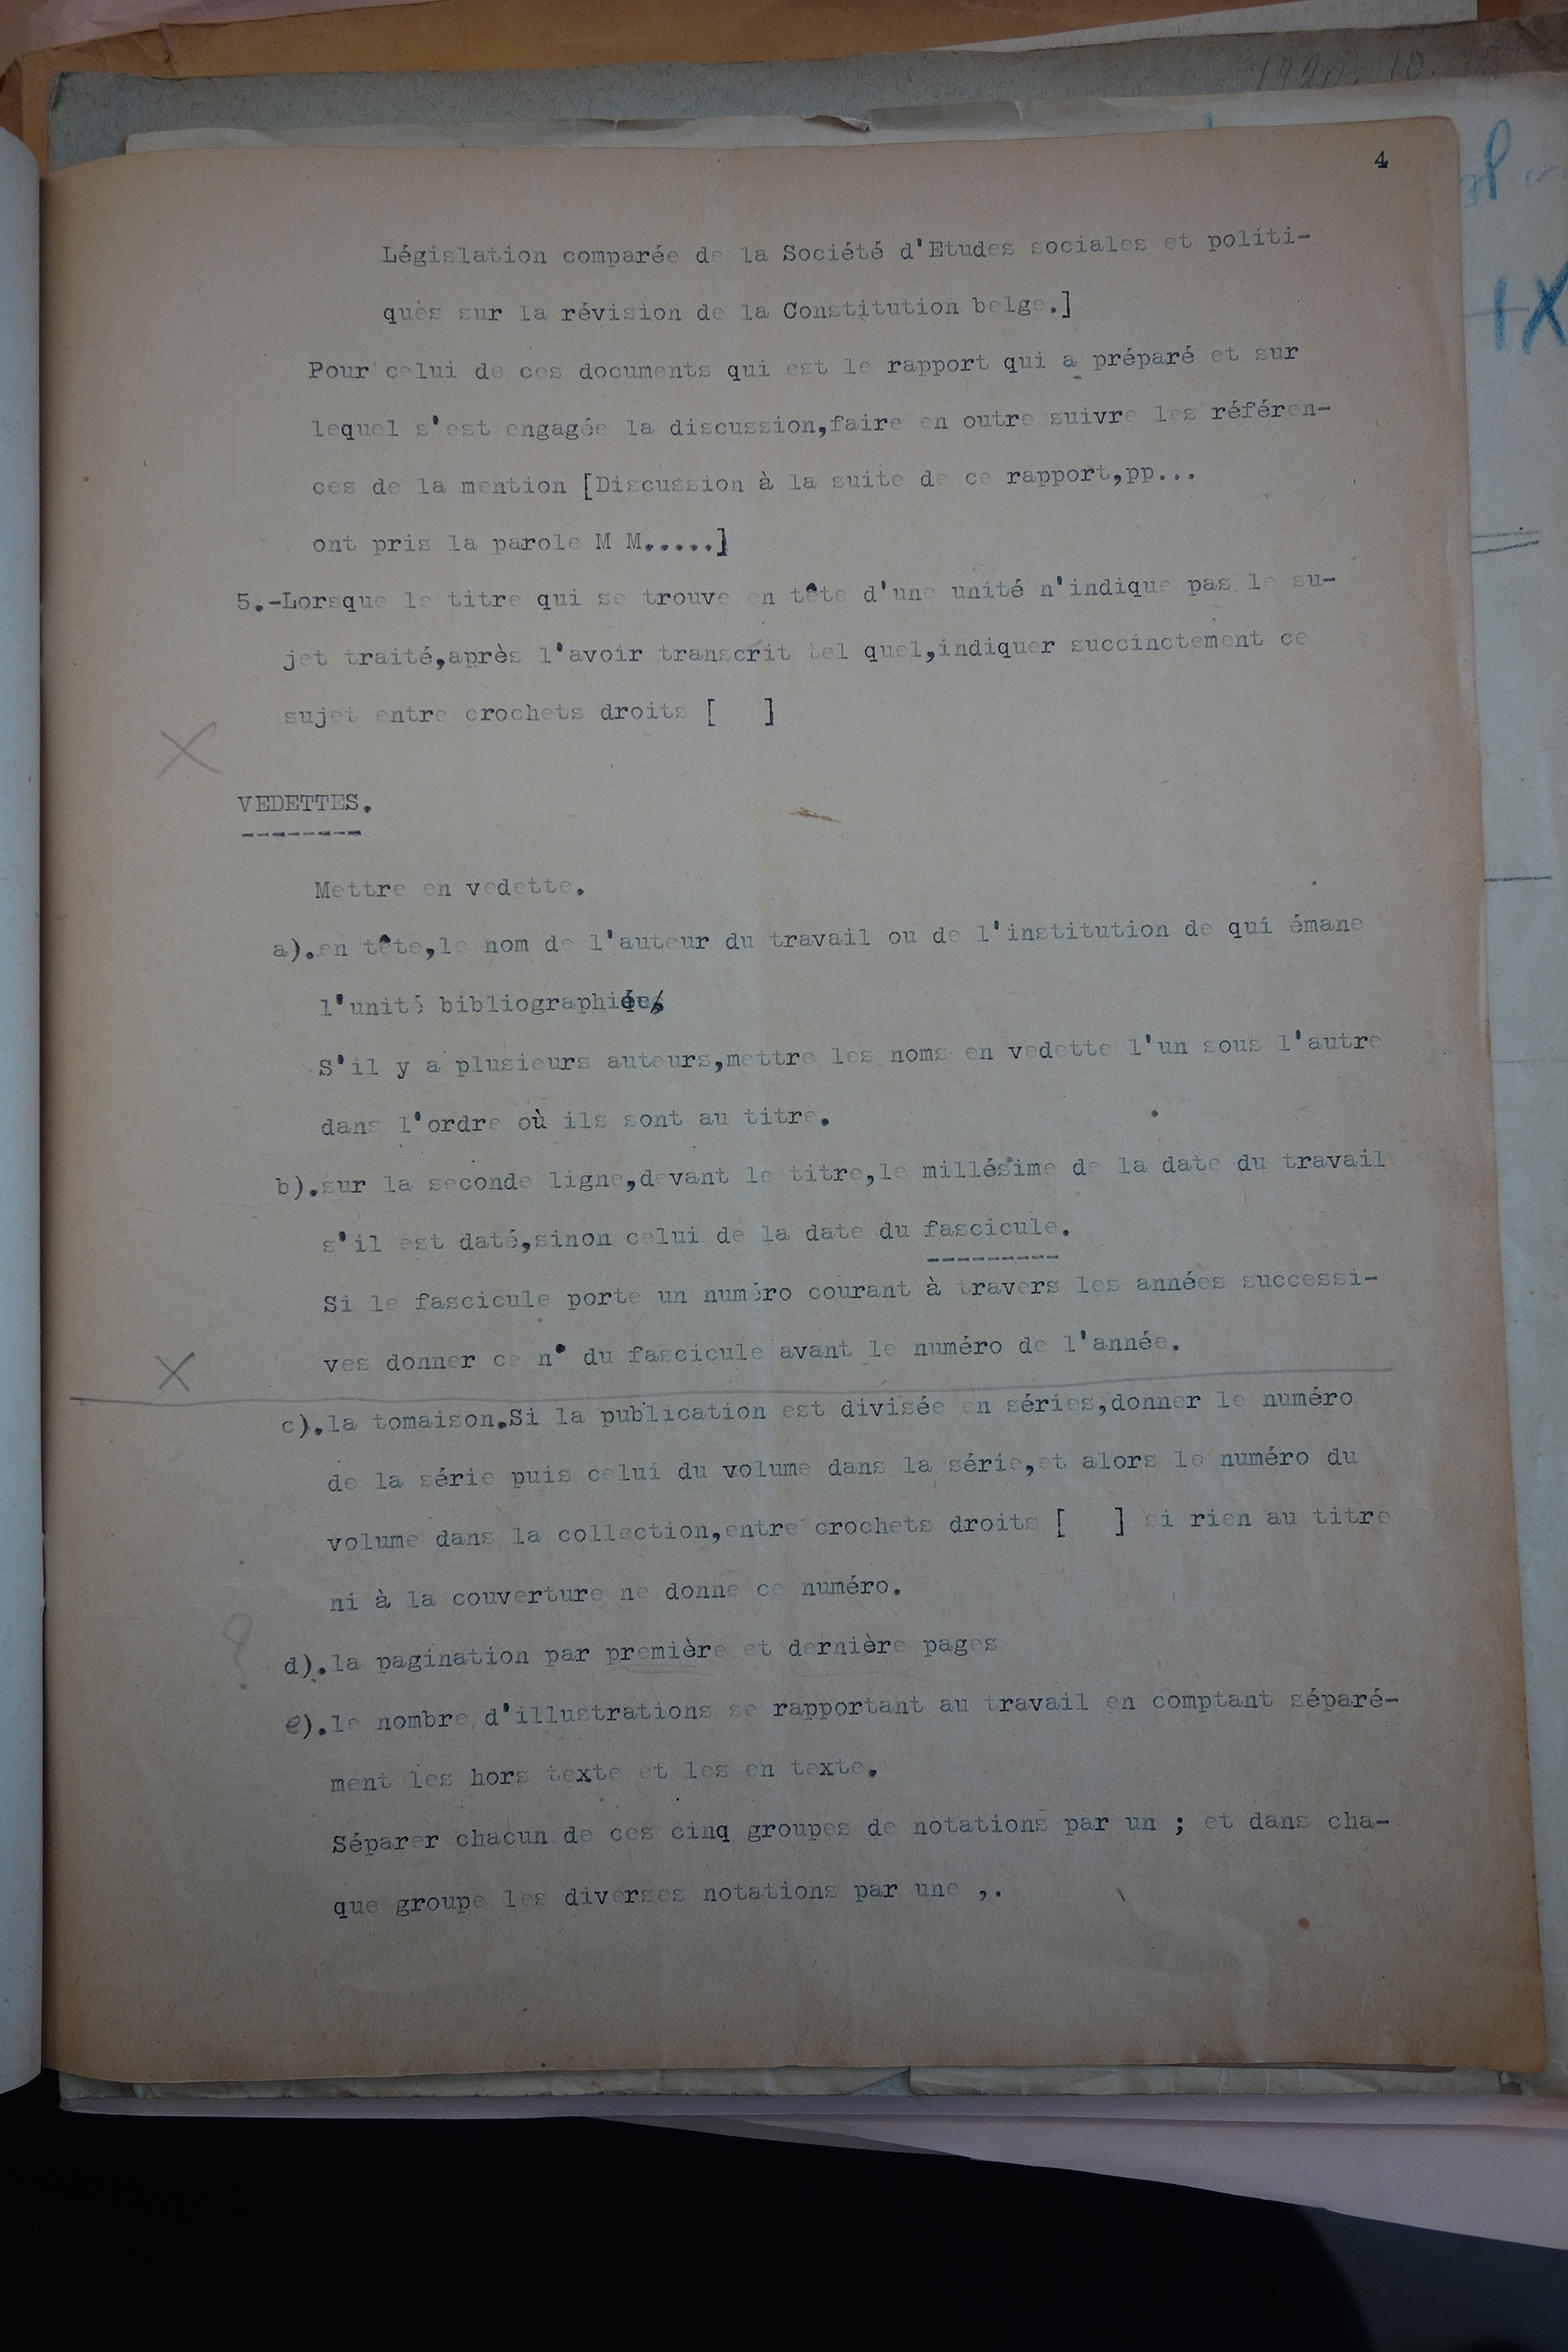 1920. 10.
4
Législation comparée de la Société d'Etudes sociales et politi-
ques sur la révision de la Constitution belge.]
Pour celui de ces documents qui est le rapport qui a préparé et sur
lequel s'est engagée la discussion,faire en outre suivre les référen-
ces de la mention [Discussion à la suite de ce rapport,pp...
ont pris la parole M M.....]
5.-Lorsque le titre qui se trouve en tête d'une unité n'indique pas le su-
jet traité,après l'avoir transcrit tel quel,indiquer succinctement ce
sujet entre crochets droits [ ]
X
VEDETTES.
--------
Mettre en vedette.
a).en tête,le nom de l'auteur du travail ou de l'institution de qui émane
l'unité bibliographiée
S'il y a plusieurs auteurs,mettre les noms en vedette l'un sous l'autre
dans l'ordre où ils sont au titre.
b).sur la seconde ligne,devant le titre,le millésime de la date du travail
s'il est daté,sinon celui de la date du fascicule.
---------
Si le fascicule porte un numéro courant à travers les années successi-
ves donner ce n° du fascicule avant le numéro de l'année.
X
c).la tomaison.Si la publication est divisée en séries,donner le numéro
de la série puis celui du volume dans la série,et alors le numéro du
volume dans la collection,entre crochets droits [ ] si rien au titre
ni à la couverture ne donne ce numéro.
?
d).la pagination par première et dernière pages
e).le nombre d'illustrations se rapportant au travail en comptant séparé-
ment les hors texte et les en texte.
Séparer chacun de ces cinq groupes de notations par un ; et dans cha-
que groupe les diverses notations par une ,.